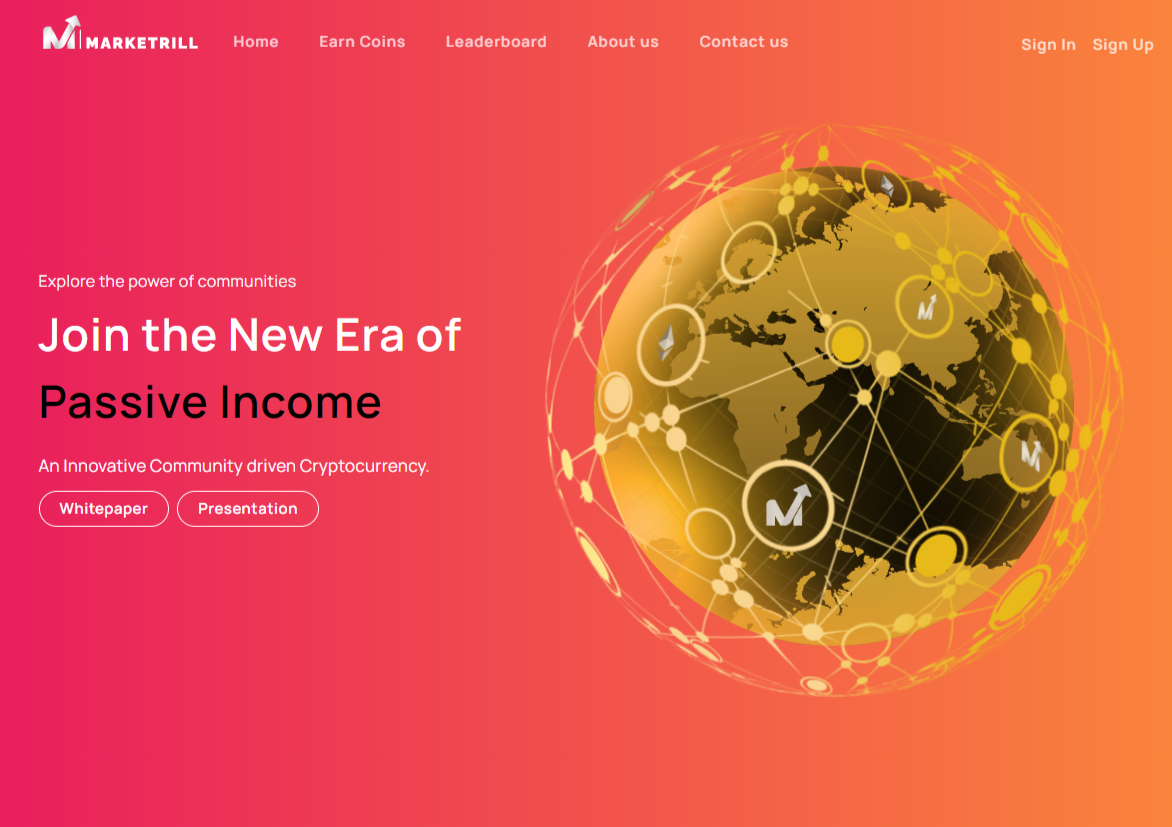 MARKETRILL
Home
Earn Coins
Leaderboard
About us
Contact us
Sign In
Sign Up
Explore the power of communities
Join the New Era of
Passive Income
An Innovative Community driven Cryptocurrency.
Whitepaper
Presentation